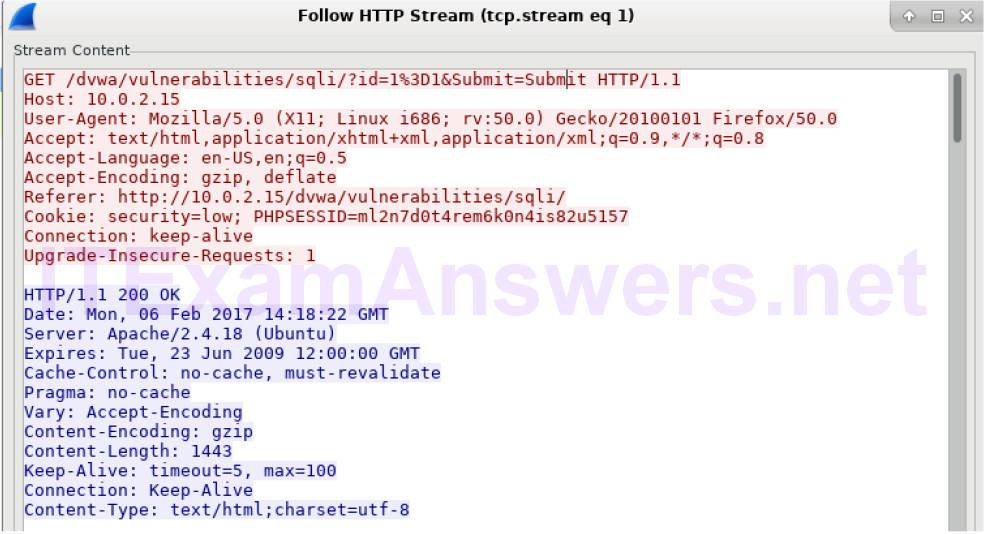 Follow HTTP Stream (tcp.stream eq 1)
Stream Content
GET /dvwa/vulnerabilities/sqli/?id=1%3D1&Submit=Submit HTTP/1.1
Host: 10.0.2.15
User-Agent: Mozilla/5.0 (X11; Linux i686; rv:50.0) Gecko/20100101 Firefox/50.0
Accept: text/html,application/xhtml+xml,application/xml;q=0.9,*/*;q=0.8
Accept-Language: en-US,en;q=0.5
Accept-Encoding: gzip, deflate
Referer: http://10.0.2.15/dvwa/vulnerabilities/sqli/
Cookie: security=low; PHPSESSID=ml2n7d0t4rem6k0n4is82u5157
Connection: keep-alive
Upgrade-Insecure-Requests: 1
ITExamAnswers.net
HTTP/1.1 200 OK
Date: Mon, 06 Feb 2017 14:18:22 GMT
Server: Apache/2.4.18 (Ubuntu)
Expires: Tue, 23 Jun 2009 12:00:00 GMT
Cache-Control: no-cache, must-revalidate
Pragma: no-cache
Vary: Accept-Encoding
Content-Encoding: gzip
Content-Length: 1443
Keep-Alive: timeout=5, max=100
Connection: Keep-Alive
Content-Type: text/html;charset=utf-8